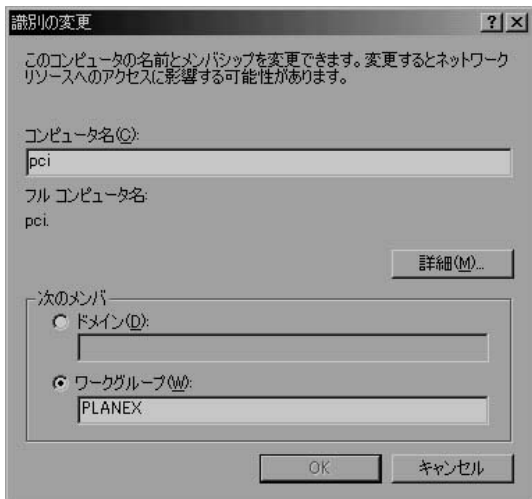 識別の変更
このコンピュータの名前とメンバシップを変更できます。変更するとネットワーク
リソースへのアクセスに影響する可能性があります。
コンピュータ名(C):
pci
フル コンピュータ名:
pci.
詳細(M)...
次のメンバ
ドメイン(D):
ワークグループ(W):
PLANEX
OK
キャンセル